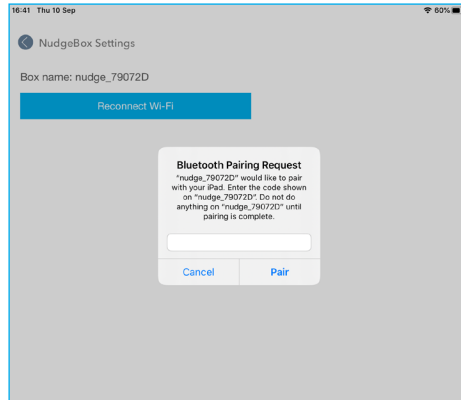 16:41 Thu 10 Sep 60%
NudgeBox Settings
Box name: nudge_79072D
Reconnect Wi-Fi
Bluetooth Pairing Request
“nudge_79072D” would like to pair
with your iPad. Enter the code shown
on “nudge_79072D”. Do not do
anything on “nudge_79072D” until
pairing is complete.
Cancel Pair